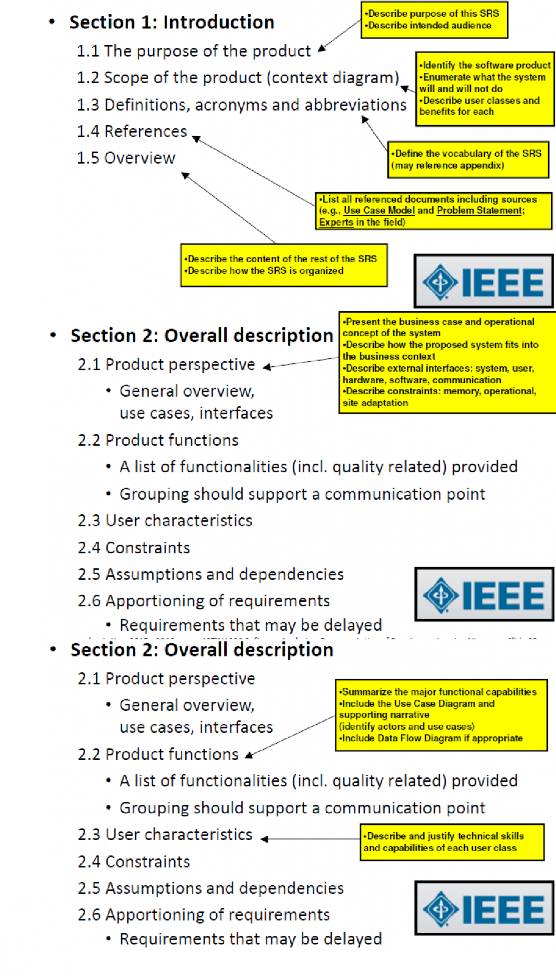 • Section 1: Introduction
•Describe purpose of this SRS
•Describe intended audience
1.1 The purpose of the product
1.2 Scope of the product (context diagram)
•Identify the software product
•Enumerate what the system
will and will not do
•Describe user classes and
benefits for each
1.3 Definitions, acronyms and abbreviations
1.4 References
•Define the vocabulary of the SRS
(may reference appendix)
1.5 Overview
•List all referenced documents including sources
(e.g., Use Case Model and Problem Statement;
Experts in the field)
•Describe the content of the rest of the SRS
•Describe how the SRS is organized
IEEE
• Section 2: Overall description
•Present the business case and operational
concept of the system
•Describe how the proposed system fits into
the business context
•Describe external interfaces: system, user,
hardware, software, communication
•Describe constraints: memory, operational,
site adaptation
2.1 Product perspective
• General overview,
use cases, interfaces
2.2 Product functions
• A list of functionalities (incl. quality related) provided
• Grouping should support a communication point
2.3 User characteristics
2.4 Constraints
2.5 Assumptions and dependencies
2.6 Apportioning of requirements
• Requirements that may be delayed
IEEE
• Section 2: Overall description
2.1 Product perspective
• General overview,
use cases, interfaces
•Summarize the major functional capabilities
•Include the Use Case Diagram and
supporting narrative
(identify actors and use cases)
•Include Data Flow Diagram if appropriate
2.2 Product functions
• A list of functionalities (incl. quality related) provided
• Grouping should support a communication point
2.3 User characteristics
•Describe and justify technical skills
and capabilities of each user class
2.4 Constraints
2.5 Assumptions and dependencies
2.6 Apportioning of requirements
• Requirements that may be delayed
IEEE